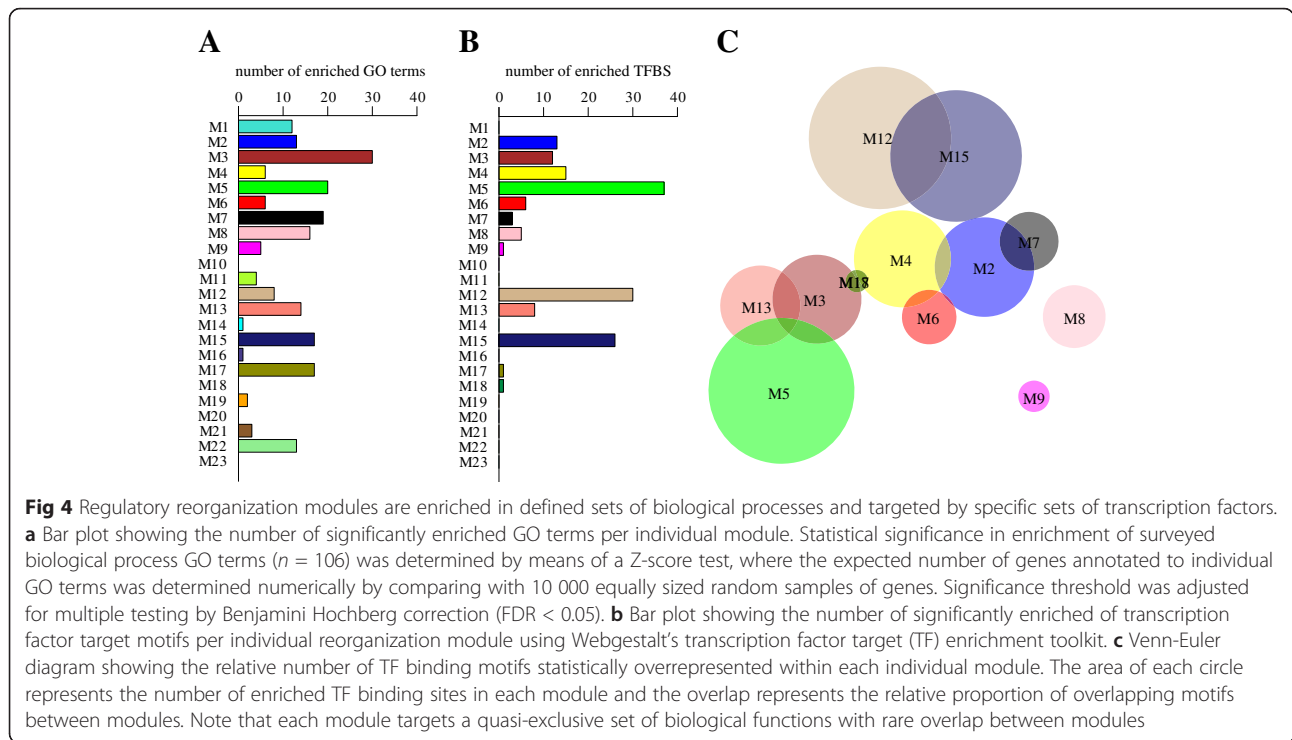 A
B
C
number of enriched GO terms
number of enriched TFBS
0 10 20 30 40
0 10 20 30 40
M1
M2
M3
M4
M5
M6
M7
M8
M9
M10
M11
M12
M13
M14
M15
M16
M17
M18
M19
M20
M21
M22
M23
M1
M2
M3
M4
M5
M6
M7
M8
M9
M10
M11
M12
M13
M14
M15
M16
M17
M18
M19
M20
M21
M22
M23
M12
M15
M7
M4
M2
M13
M3
M6
M8
M5
M9
Fig 4 Regulatory reorganization modules are enriched in defined sets of biological processes and targeted by specific sets of transcription factors.
a Bar plot showing the number of significantly enriched GO terms per individual module. Statistical significance in enrichment of surveyed
biological process GO terms (n = 106) was determined by means of a Z-score test, where the expected number of genes annotated to individual
GO terms was determined numerically by comparing with 10 000 equally sized random samples of genes. Significance threshold was adjusted
for multiple testing by Benjamini Hochberg correction (FDR < 0.05). b Bar plot showing the number of significantly enriched of transcription
factor target motifs per individual reorganization module using Webgestalt's transcription factor target (TF) enrichment toolkit. c Venn-Euler
diagram showing the relative number of TF binding motifs statistically overrepresented within each individual module. The area of each circle
represents the number of enriched TF binding sites in each module and the overlap represents the relative proportion of overlapping motifs
between modules. Note that each module targets a quasi-exclusive set of biological functions with rare overlap between modules